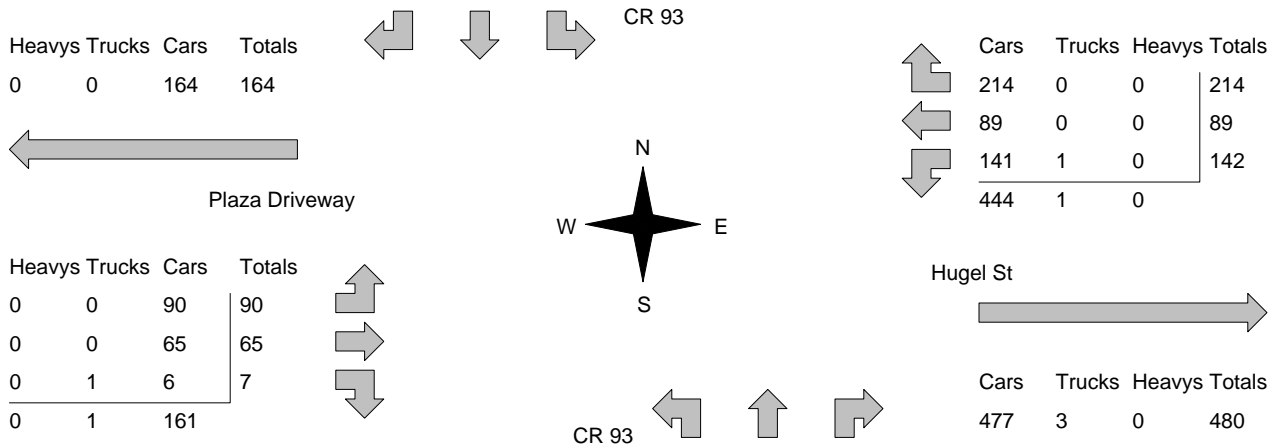 CR 93
Heavys Trucks Cars Totals
0 0 164 164
Cars Trucks Heavys Totals
214 0 0 214
89 0 0 89
141 1 0 142
444 1 0
Plaza Driveway
N
W E
S
Heavys Trucks Cars Totals
0 0 90 90
0 0 65 65
0 1 6 7
0 1 161
Hugel St
Cars Trucks Heavys Totals
477 3 0 480
CR 93